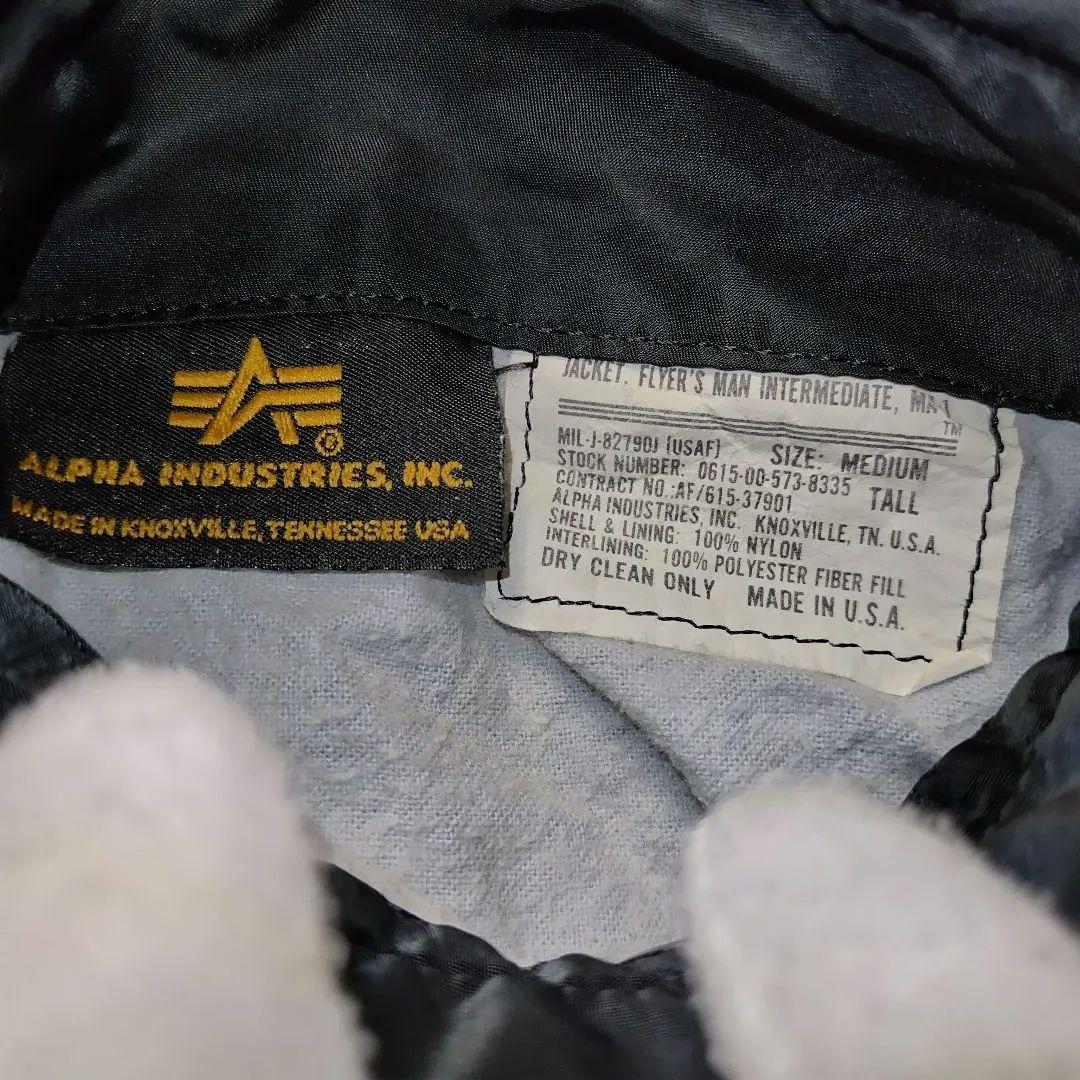 ALPHA INDUSTRIES, INC.
MADE IN KNOXVILLE, TENNESSEE USA
JACKET, FLYER'S MAN INTERMEDIATE, MA-1
TM
MIL-J-82790J (USAF) SIZE: MEDIUM
STOCK NUMBER: 0615-00-573-8335 TALL
CONTRACT NO.:AF/615-37901
ALPHA INDUSTRIES, INC. KNOXVILLE, TN. U.S.A.
SHELL & LINING: 100% NYLON
INTERLINING: 100% POLYESTER FIBER FILL
DRY CLEAN ONLY MADE IN U.S.A.